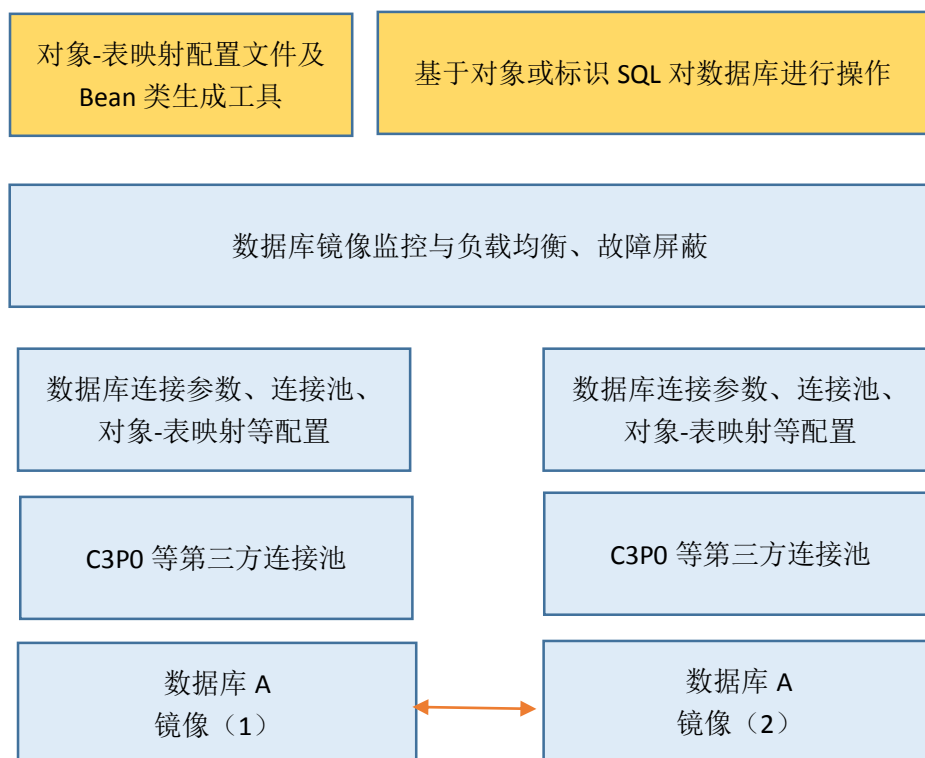 对象-表映射配置文件及
Bean 类生成工具
基于对象或标识 SQL 对数据库进行操作
数据库镜像监控与负载均衡、故障屏蔽
数据库连接参数、连接池、
对象-表映射等配置
数据库连接参数、连接池、
对象-表映射等配置
C3P0 等第三方连接池
C3P0 等第三方连接池
数据库 A
镜像（1）
数据库 A
镜像（2）